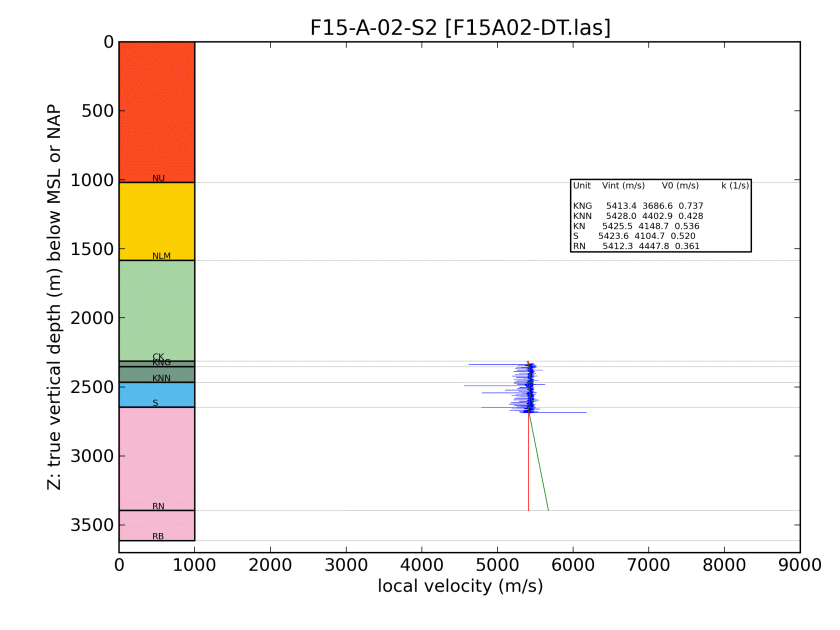 F15-A-02-S2 [F15A02-DT.las]
0
500
1000
1500
2000
2500
3000
3500
Z: true vertical depth (m) below MSL or NAP
NU
NLM
CK
KNG
KNN
S
RN
RB
Unit Vint (m/s) V0 (m/s) k (1/s)
KNG 5413.4 3686.6 0.737
KNN 5428.0 4402.9 0.428
KN 5425.5 4148.7 0.536
S 5423.6 4104.7 0.520
RN 5412.3 4447.8 0.361
0 1000 2000 3000 4000 5000 6000 7000 8000 9000
local velocity (m/s)